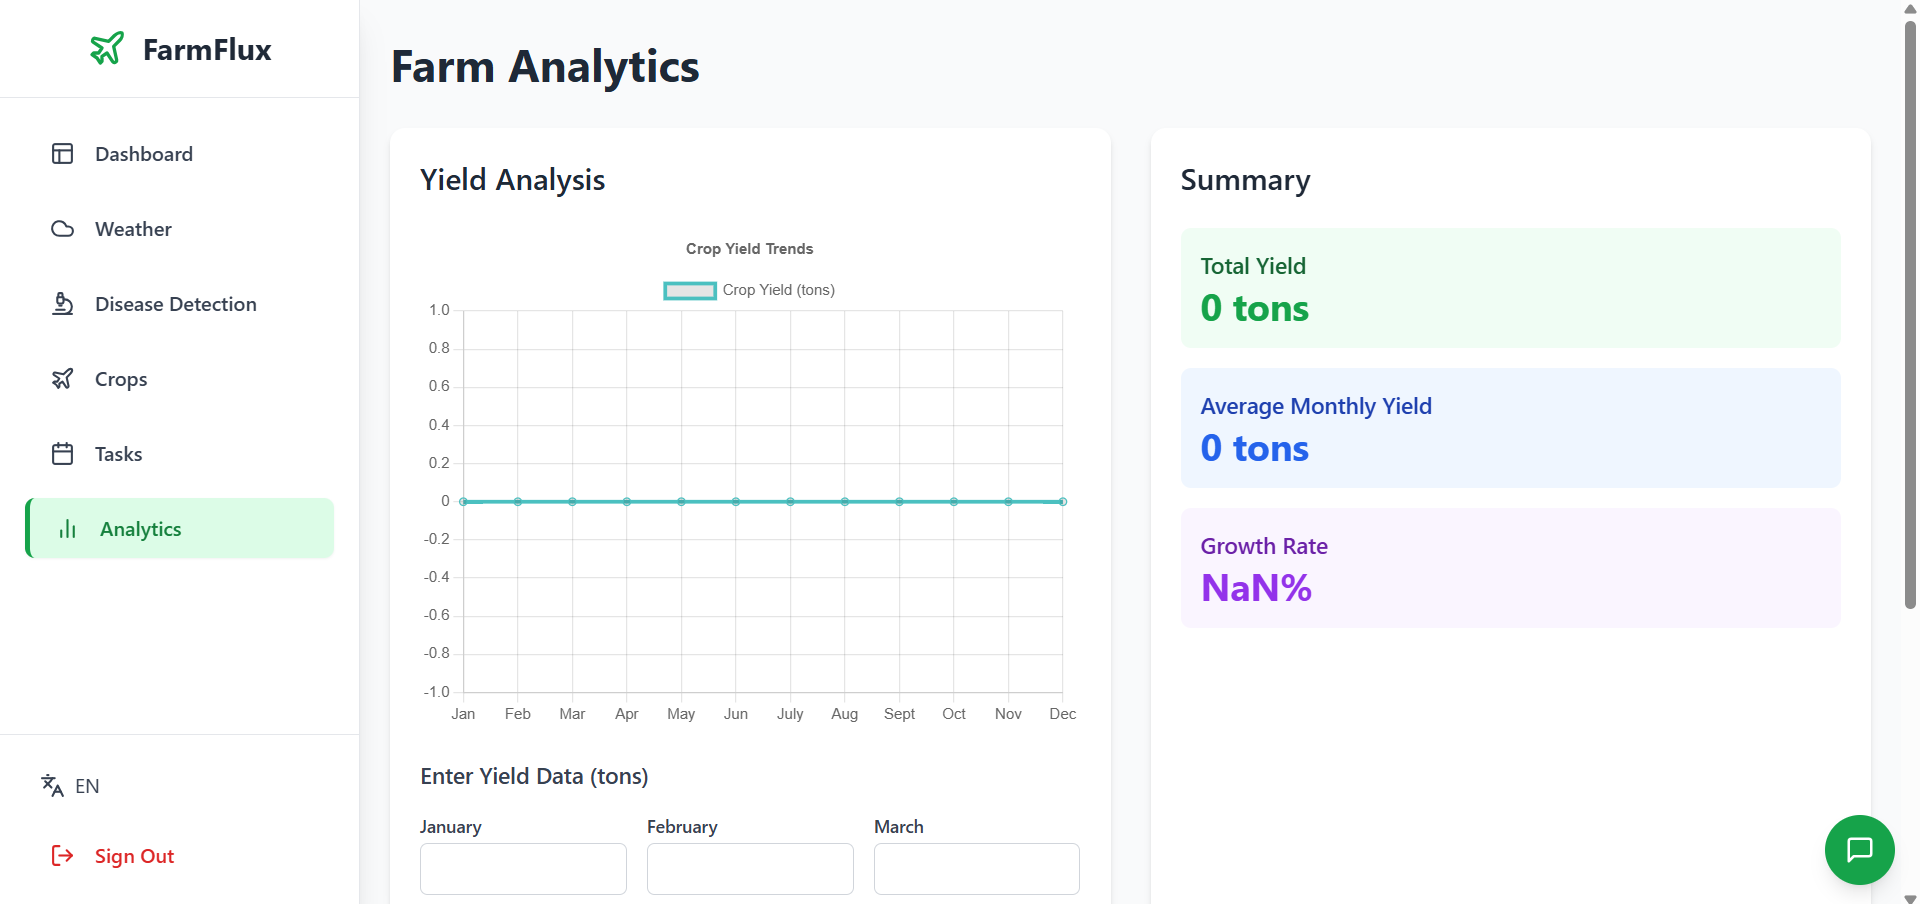 FarmFlux
Dashboard
Weather
Disease Detection
Crops
Tasks
Analytics
EN
Sign Out
Farm Analytics
Yield Analysis
Crop Yield Trends
Crop Yield (tons)
1.0
0.8
0.6
0.4
0.2
0
-0.2
-0.4
-0.6
-0.8
-1.0
Jan Feb Mar Apr May Jun July Aug Sept Oct Nov Dec
Enter Yield Data (tons)
January February March
Summary
Total Yield
0 tons
Average Monthly Yield
0 tons
Growth Rate
NaN%